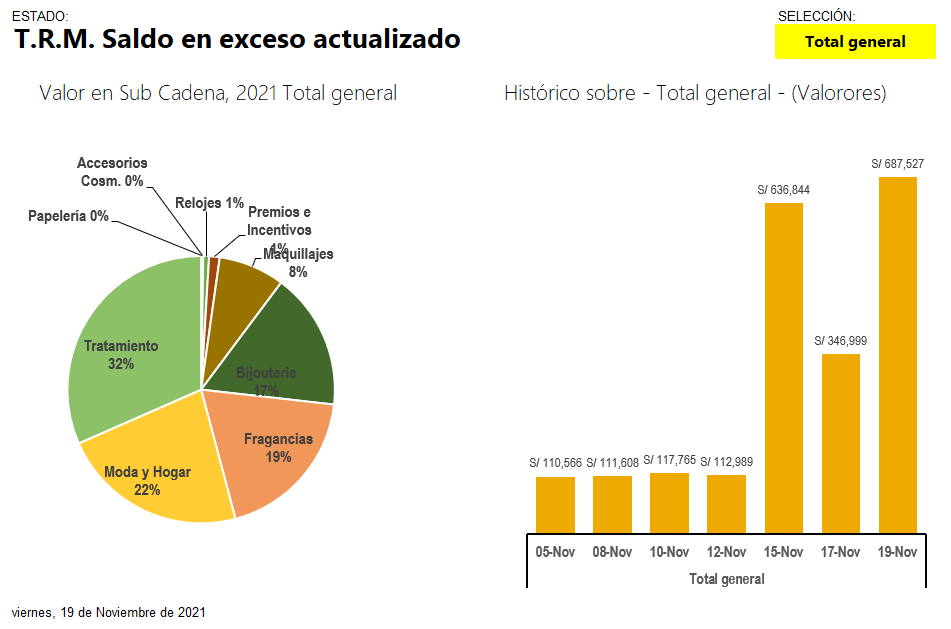 ESTADO:
T.R.M. Saldo en exceso actualizado
SELECCIÓN:
Total general
Valor en Sub Cadena, 2021 Total general
Accesorios
Cosm. 0%
Papelería 0%
Relojes 1%
Premios e
Incentivos
1%
Maquillajes
8%
Tratamiento
32%
Bijouterie
17%
Fragancias
19%
Moda y Hogar
22%
Histórico sobre - Total general - (Valorores)
S/ 110,566
S/ 111,608
S/ 117,765
S/ 112,989
S/ 636,844
S/ 346,999
S/ 687,527
05-Nov
08-Nov
10-Nov
12-Nov
15-Nov
17-Nov
19-Nov
Total general
viernes, 19 de Noviembre de 2021